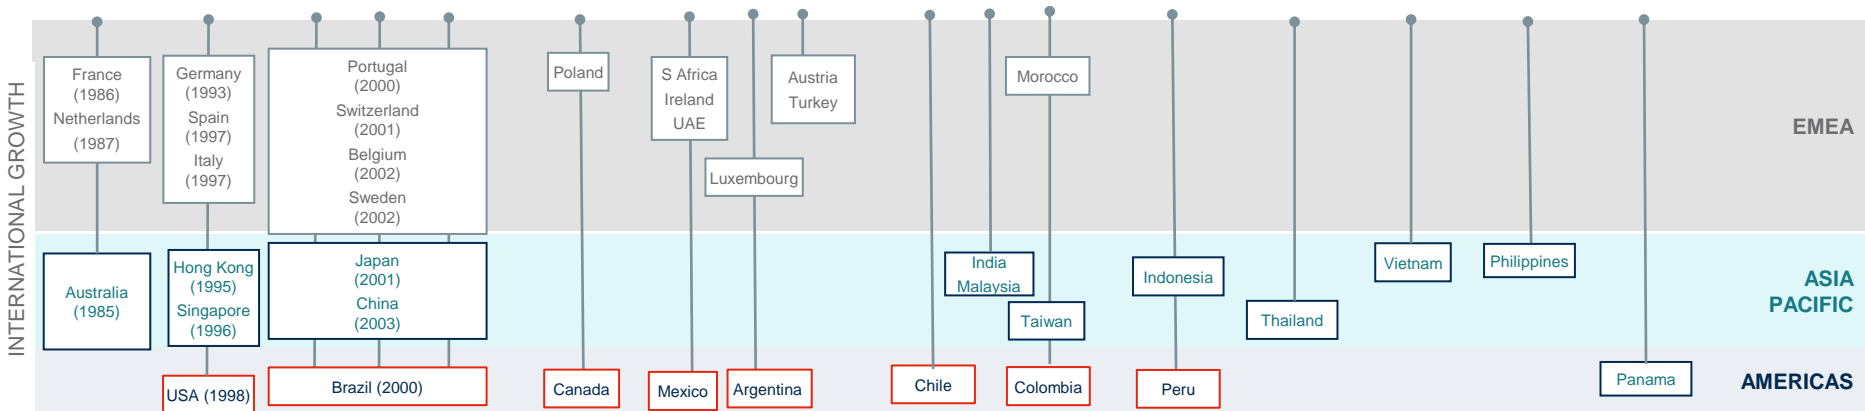 INTERNATIONAL GROWTH
France
(1986)
Netherlands
(1987)
Germany
(1993)
Spain
(1997)
Italy
(1997)
Portugal
(2000)
Switzerland
(2001)
Belgium
(2002)
Sweden
(2002)
Poland
S Africa
Ireland
UAE
Luxembourg
Austria
Turkey
Morocco
EMEA
Australia
(1985)
Hong Kong
(1995)
Singapore
(1996)
Japan
(2001)
China
(2003)
India
Malaysia
Taiwan
Indonesia
Thailand
Vietnam
Philippines
ASIA
PACIFIC
USA (1998)
Brazil (2000)
Canada
Mexico
Argentina
Chile
Colombia
Peru
Panama
AMERICAS